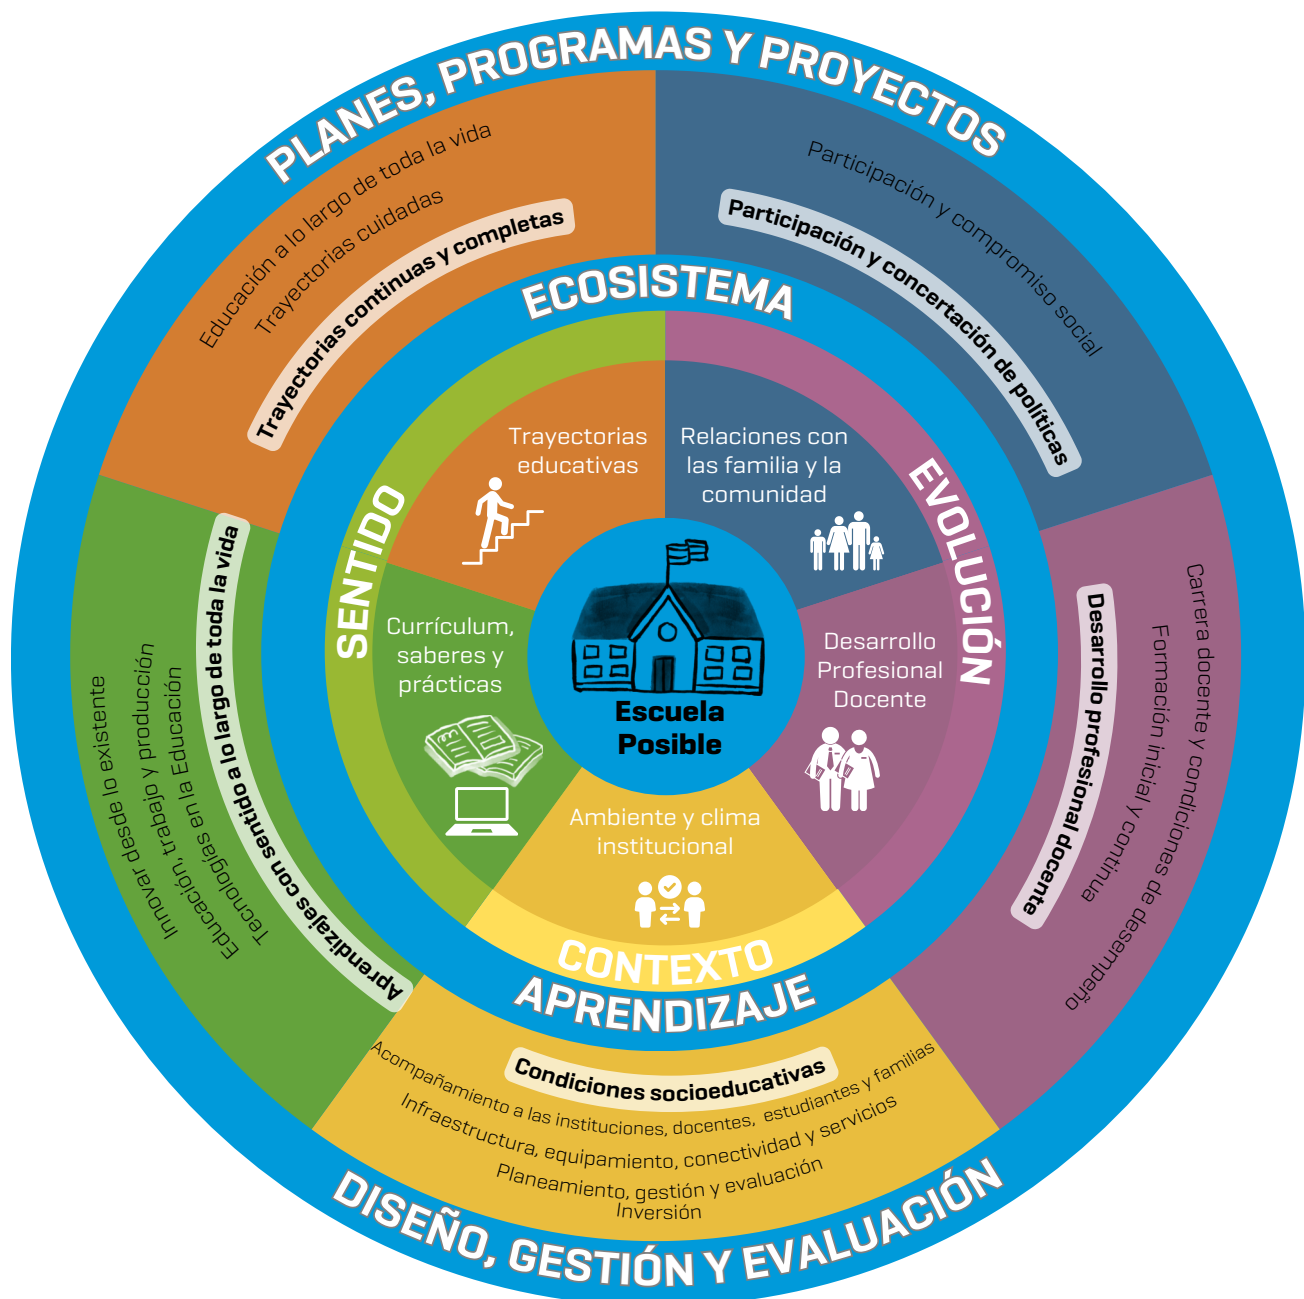 PLANES, PROGRAMAS Y PROYECTOS
Educación a lo largo de toda la vida
Trayectorias cuidadas
Trayectorias continuas y completas
Participación y compromiso social
Participación y concertación de políticas
ECOSISTEMA
SENTIDO
EVOLUCIÓN
Trayectorias
educativas
Relaciones con
las familia y la
comunidad
Currículum,
saberes y
prácticas
Desarrollo
Profesional
Docente
Escuela
Posible
Ambiente y clima
institucional
CONTEXTO
APRENDIZAJE
Innovar desde lo existente
Educación, trabajo y producción
Tecnologías en la Educación
Aprendizajes con sentido a lo largo de toda la vida
Desarrollo profesional docente
Formación inicial y continua
Carrera docente y condiciones de desempeño
Condiciones socioeducativas
Acompañamiento a las instituciones, docentes, estudiantes y familias
Infraestructura, equipamiento, conectividad y servicios
Planeamiento, gestión y evaluación
Inversión
DISEÑO, GESTIÓN Y EVALUACIÓN